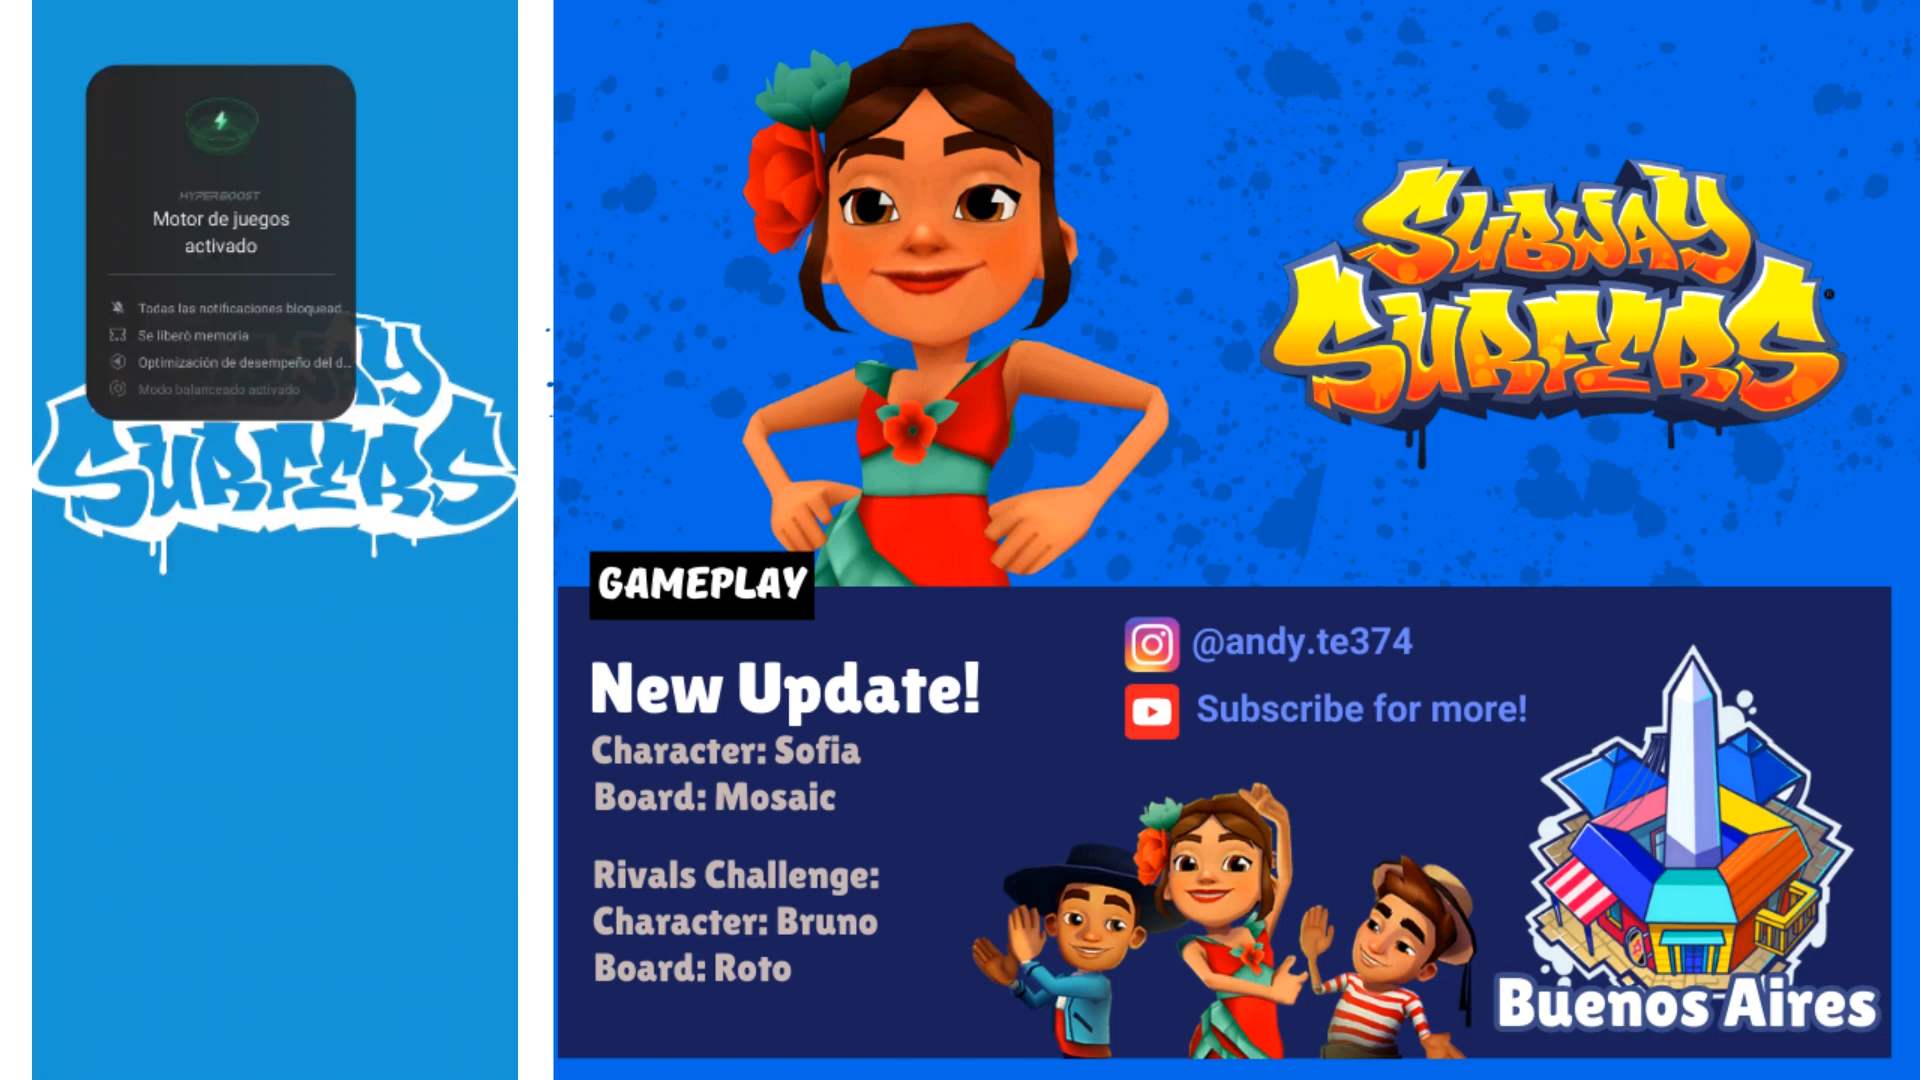 HYPERBOOST
Motor de juegos
activado
Todas las notificaciones bloquead...
Se liberó memoria
Optimización de desempeño del d...
Modo balanceado activado
SURFERS
SUBWAY
SURFERS
®
GAMEPLAY
New Update!
Character: Sofia
Board: Mosaic
Rivals Challenge:
Character: Bruno
Board: Roto
@andy.te374
Subscribe for more!
Buenos Aires